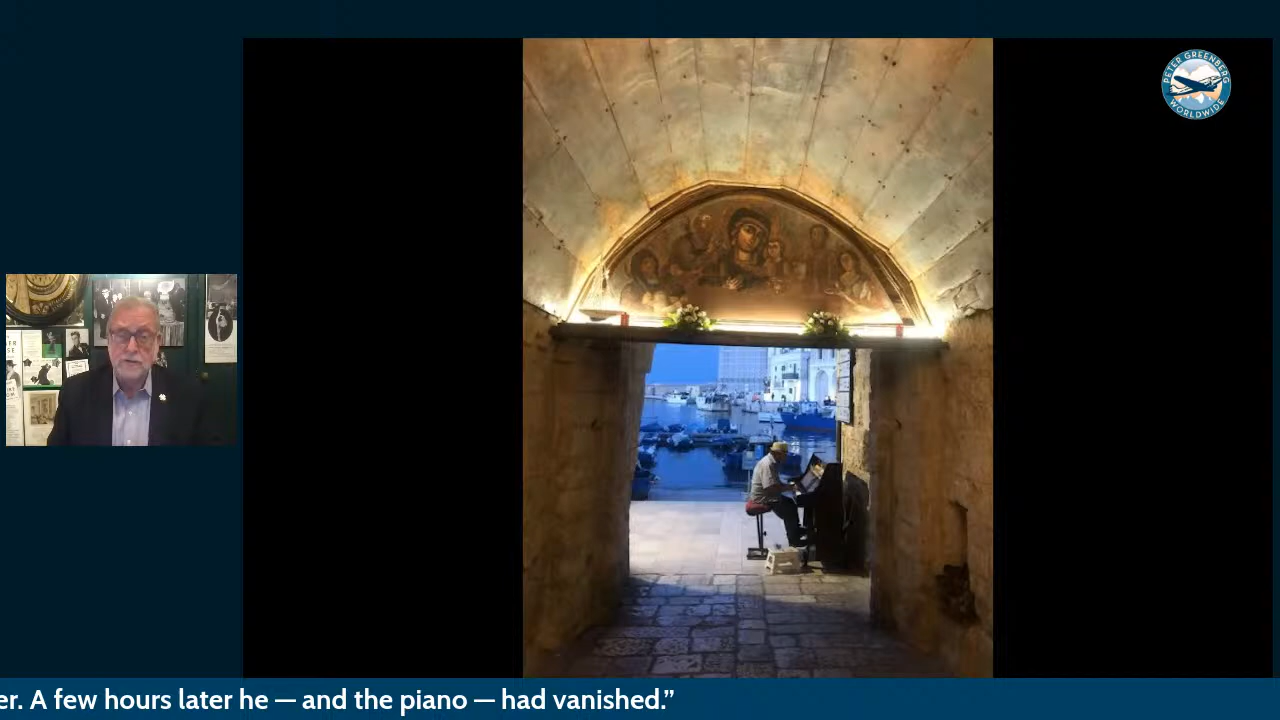 PETER GREENBERG
WORLDWIDE
er. A few hours later he — and the piano — had vanished.”